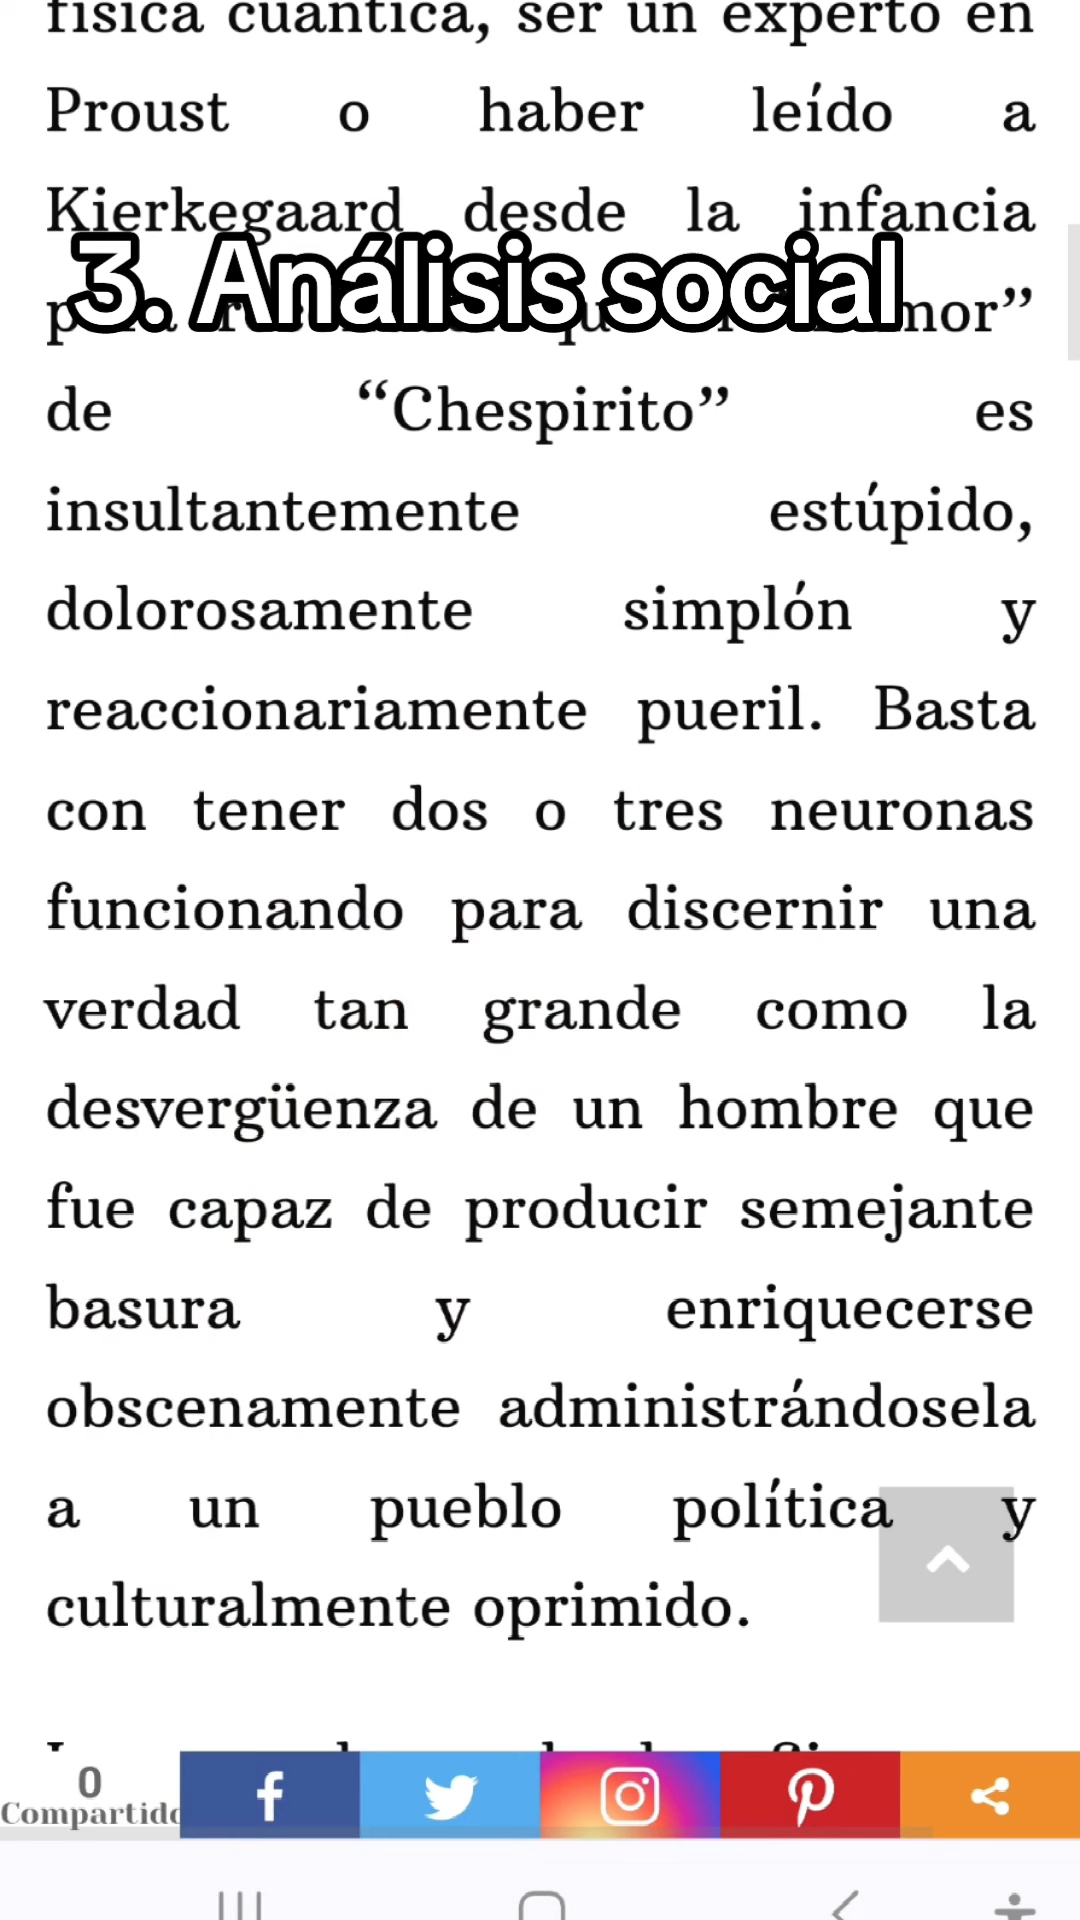 física cuántica, ser un experto en
Proust o haber leído a
Kierkegaard desde la infancia
3. Análisis social
de “Chespirito” es
insultantemente estúpido,
dolorosamente simplón y
reaccionariamente pueril. Basta
con tener dos o tres neuronas
funcionando para discernir una
verdad tan grande como la
desvergüenza de un hombre que
fue capaz de producir semejante
basura y enriquecerse
obscenamente administrándosela
a un pueblo política y
culturalmente oprimido.
0
Compartido